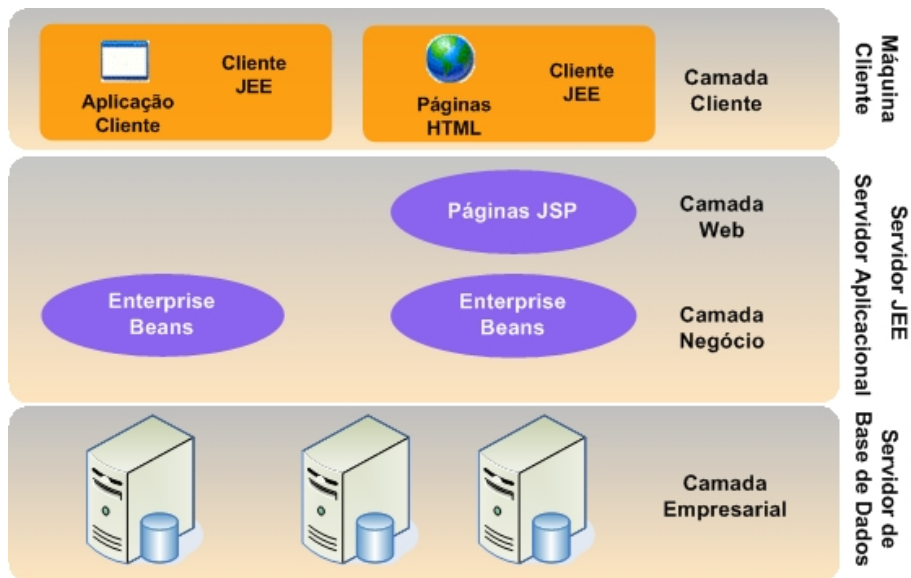 Aplicação
Cliente
Cliente
JEE
Páginas
HTML
Cliente
JEE
Camada
Cliente
Máquina
Cliente
Páginas JSP
Camada
Web
Enterprise
Beans
Enterprise
Beans
Camada
Negócio
Servidor JEE
Servidor Aplicacional
Camada
Empresarial
Servidor de
Base de Dados